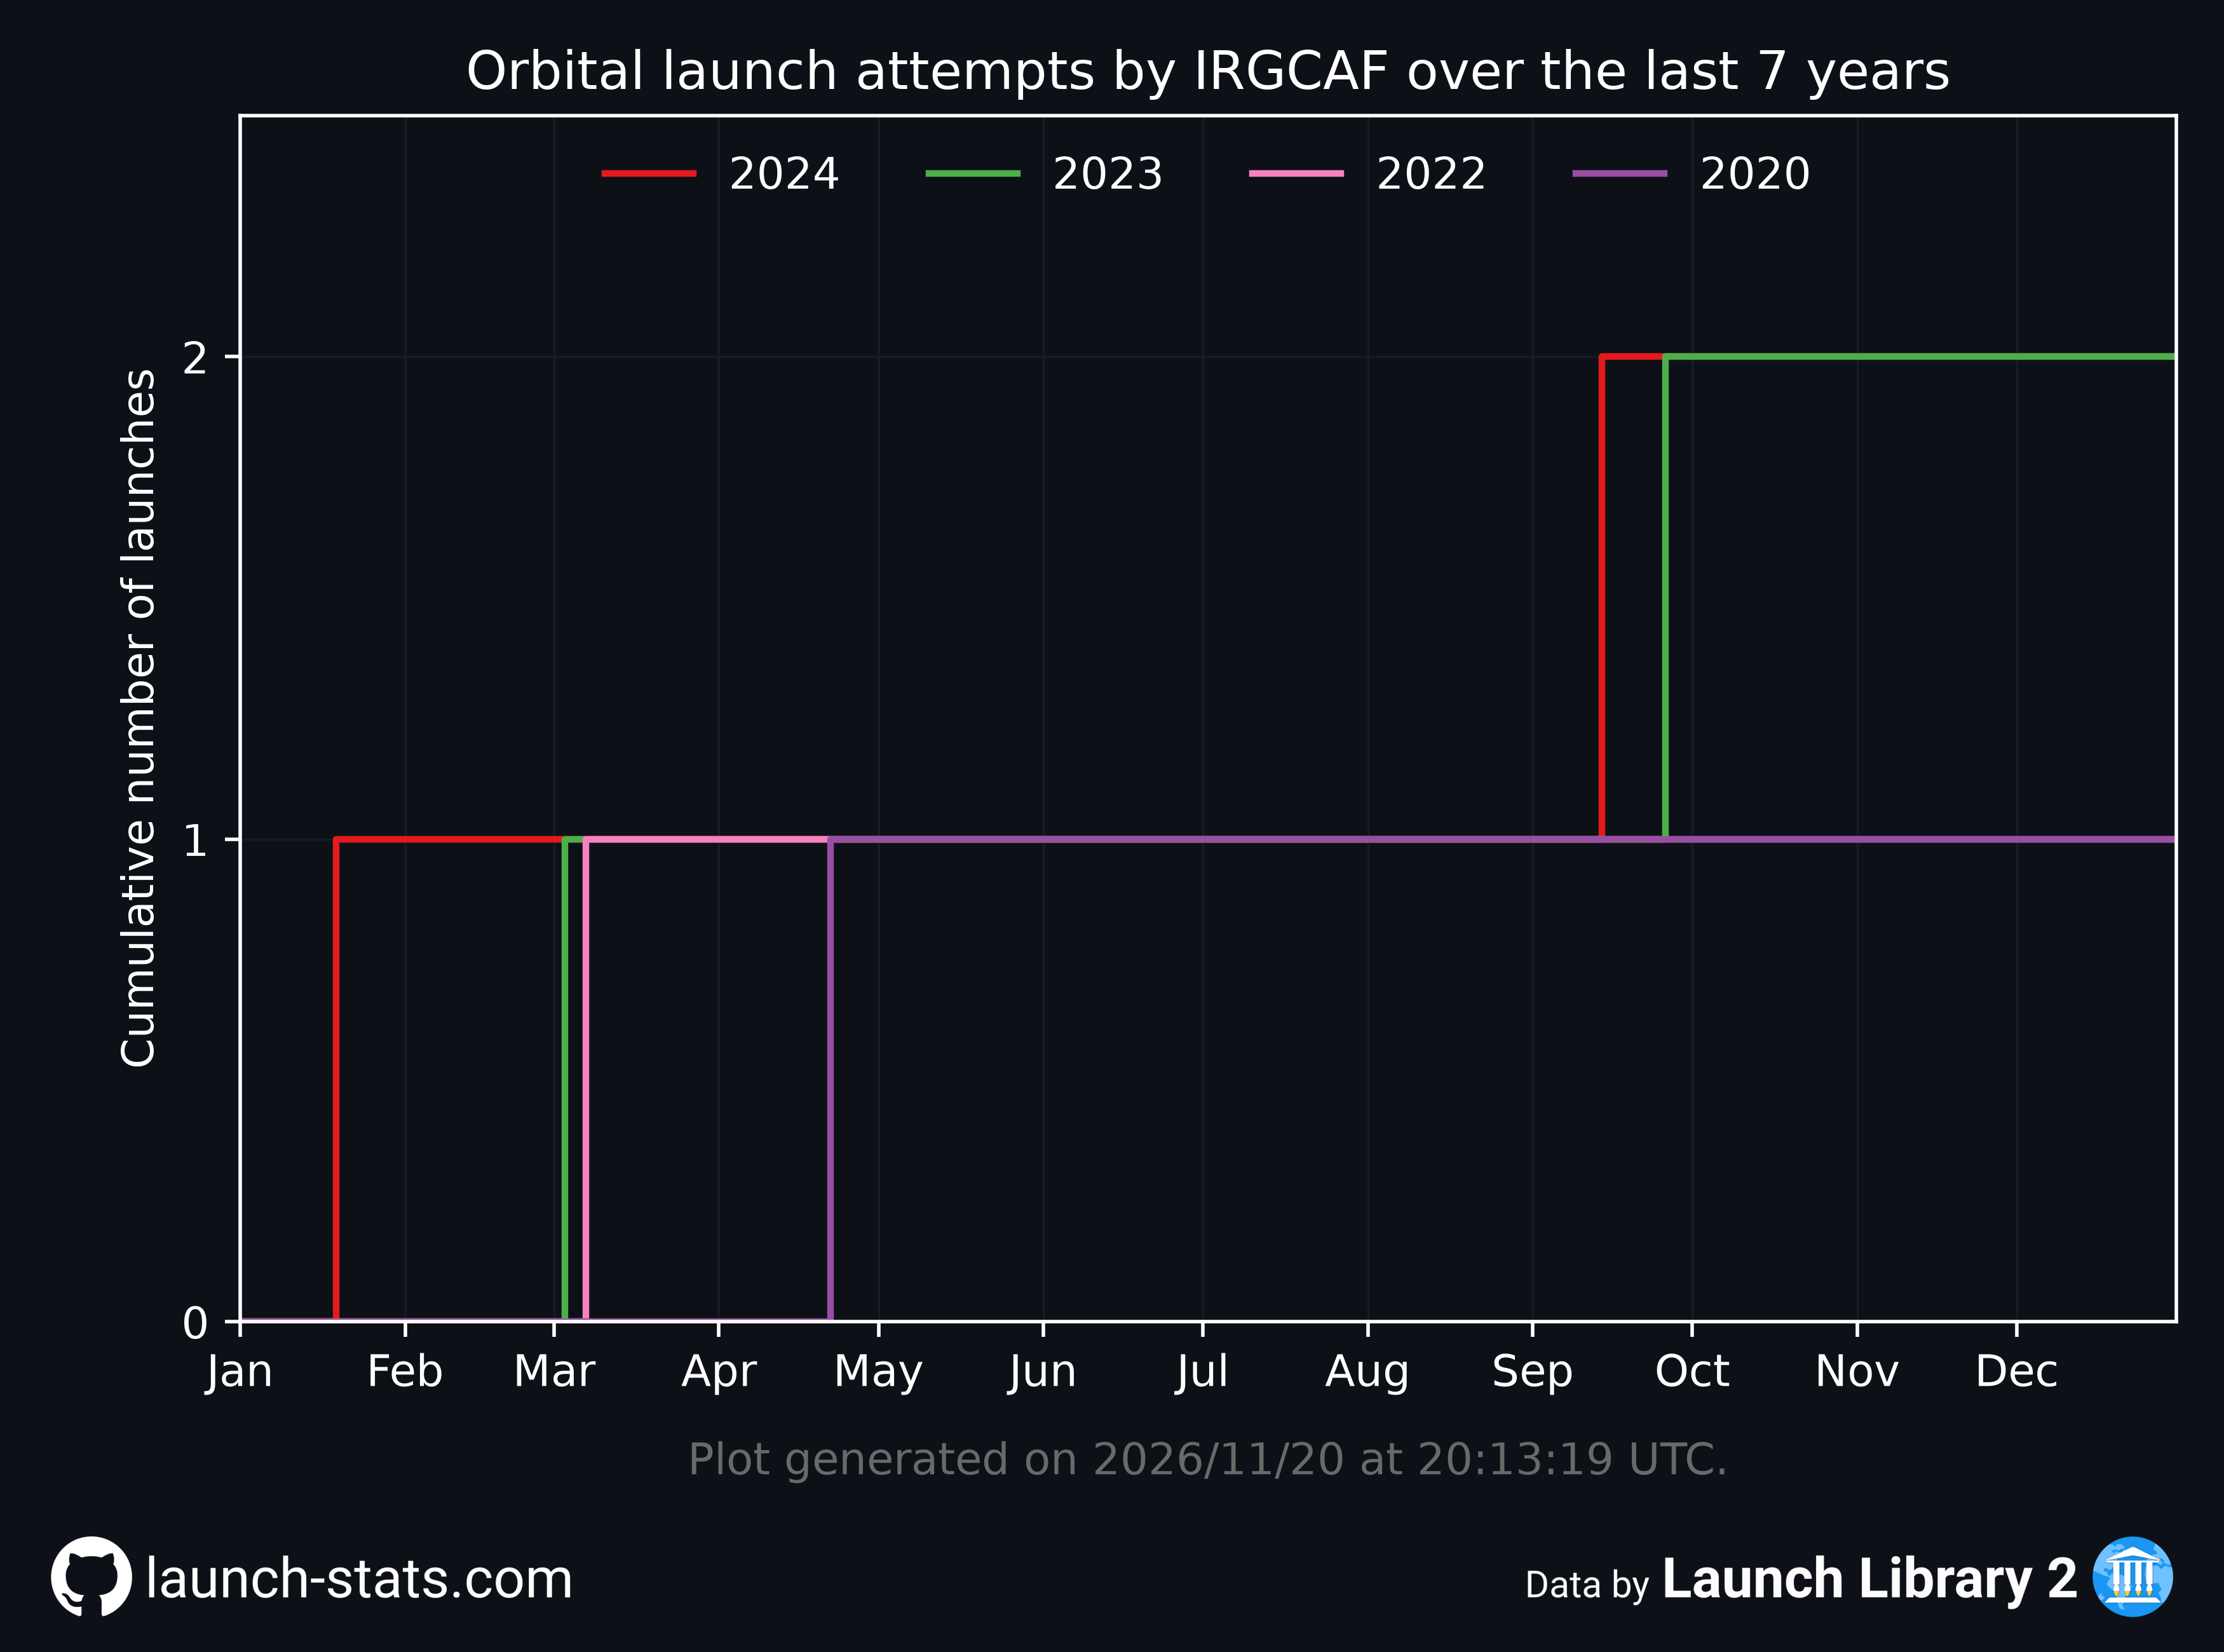 Orbital launch attempts by IRGCAF over the last 7 years
2024 2023 2022 2020
Cumulative number of launches
2
1
0
Jan Feb Mar Apr May Jun Jul Aug Sep Oct Nov Dec
Plot generated on 2026/11/20 at 20:13:19 UTC.
launch-stats.com
Data by Launch Library 2